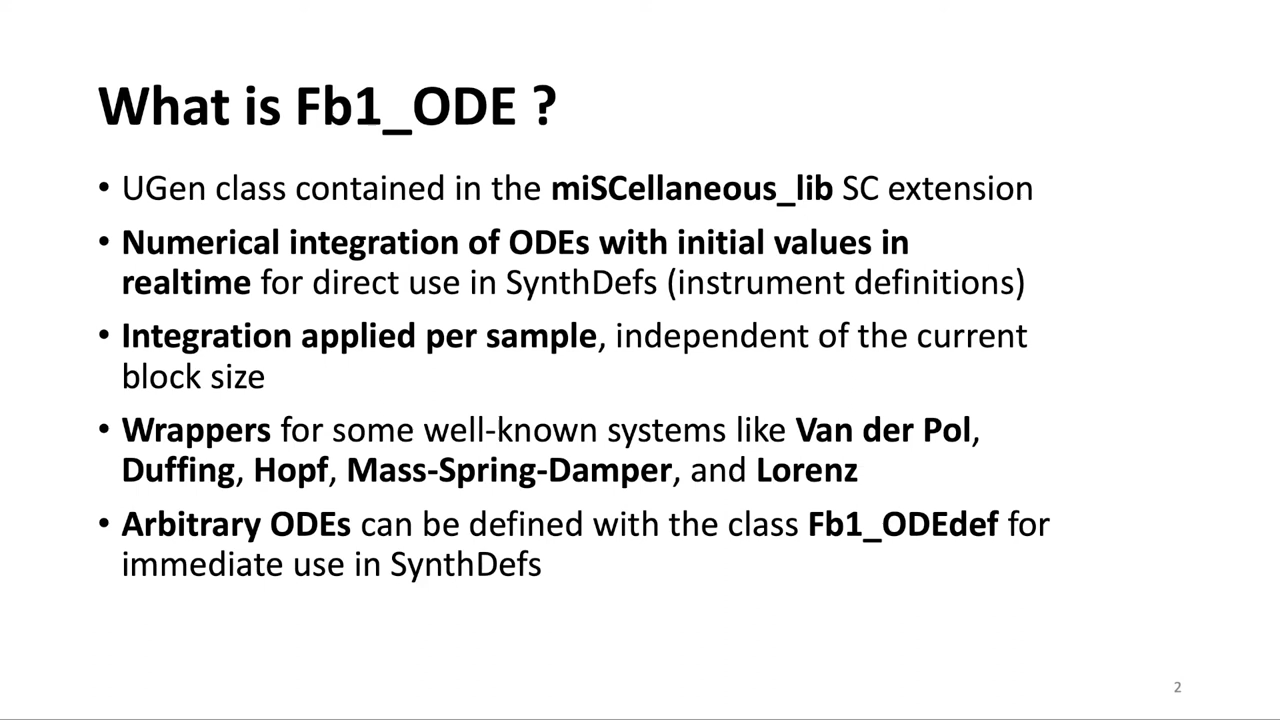 What is Fb1_ODE ?
• UGen class contained in the miSCellaneous_lib SC extension
• Numerical integration of ODEs with initial values in
realtime for direct use in SynthDefs (instrument definitions)
• Integration applied per sample, independent of the current
block size
• Wrappers for some well-known systems like Van der Pol,
Duffing, Hopf, Mass-Spring-Damper, and Lorenz
• Arbitrary ODEs can be defined with the class Fb1_ODEdef for
immediate use in SynthDefs
2